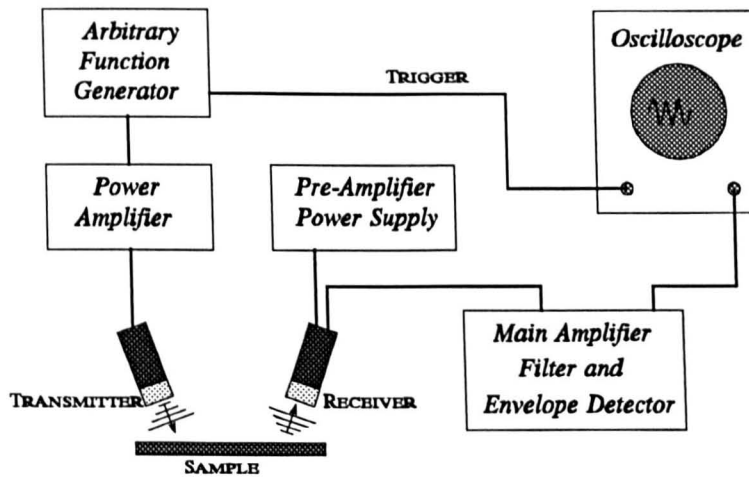 Arbitrary
Function
Generator
Oscilloscope
TRIGGER
Power
Amplifier
Pre-Amplifier
Power Supply
Main Amplifier
Filter and
Envelope Detector
TRANSMITTER
RECEIVER
SAMPLE